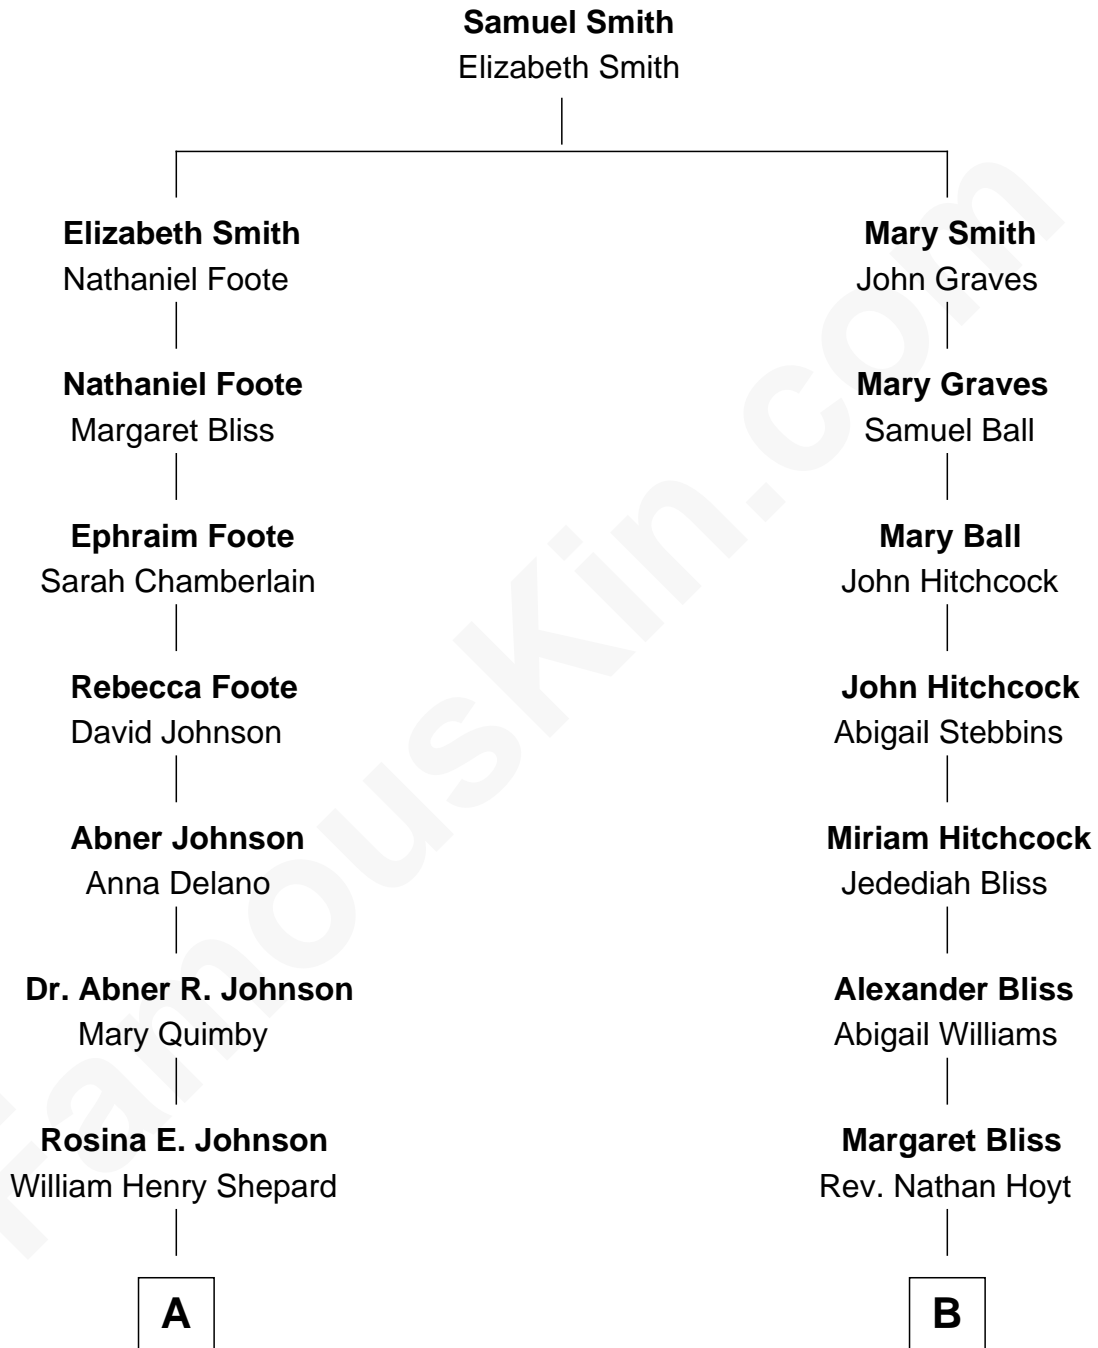 Samuel Smith
Elizabeth Smith
Elizabeth Smith
Nathaniel Foote
Mary Smith
John Graves
Nathaniel Foote
Margaret Bliss
Mary Graves
Samuel Ball
Ephraim Foote
Sarah Chamberlain
Mary Ball
John Hitchcock
Rebecca Foote
David Johnson
John Hitchcock
Abigail Stebbins
Abner Johnson
Anna Delano
Miriam Hitchcock
Jedediah Bliss
Dr. Abner R. Johnson
Mary Quimby
Alexander Bliss
Abigail Williams
Rosina E. Johnson
William Henry Shepard
Margaret Bliss
Rev. Nathan Hoyt
A
B
FamousKin.com